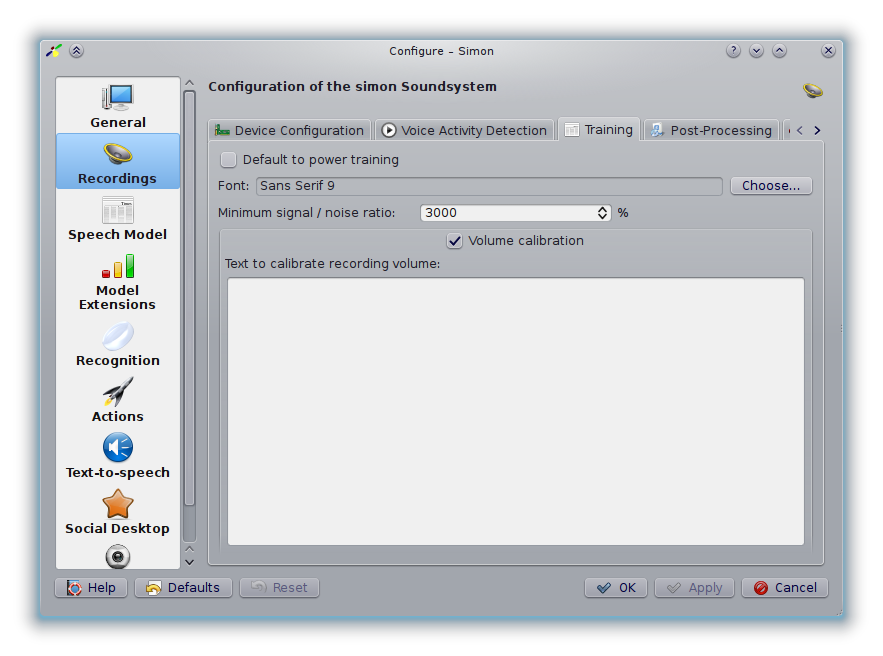 Configure – Simon
General
Recordings
Speech Model
Model
Extensions
Recognition
Actions
Text-to-speech
Social Desktop
Configuration of the simon Soundsystem
Device Configuration
Voice Activity Detection
Training
Post-Processing
Default to power training
Font: Sans Serif 9 Choose...
Minimum signal / noise ratio: 3000 %
Volume calibration
Text to calibrate recording volume:
Help Defaults Reset OK Apply Cancel